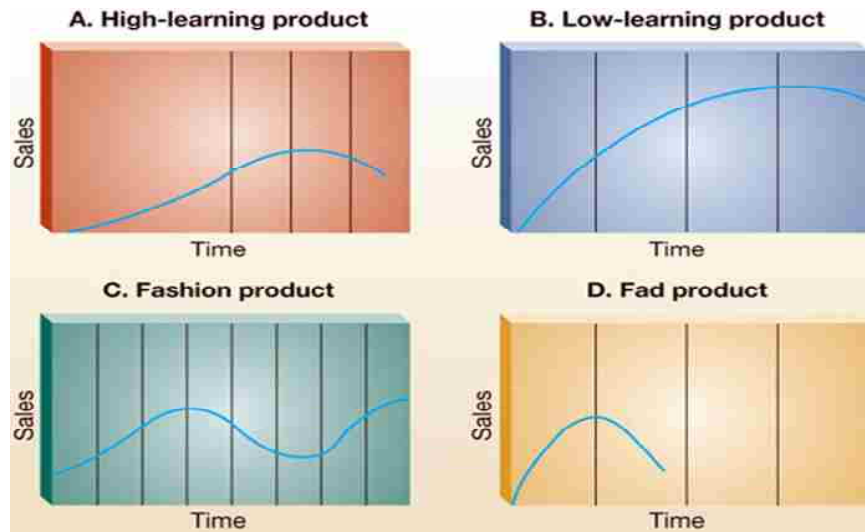 A. High-learning product
Sales
Time
B. Low-learning product
Sales
Time
C. Fashion product
Sales
Time
D. Fad product
Sales
Time